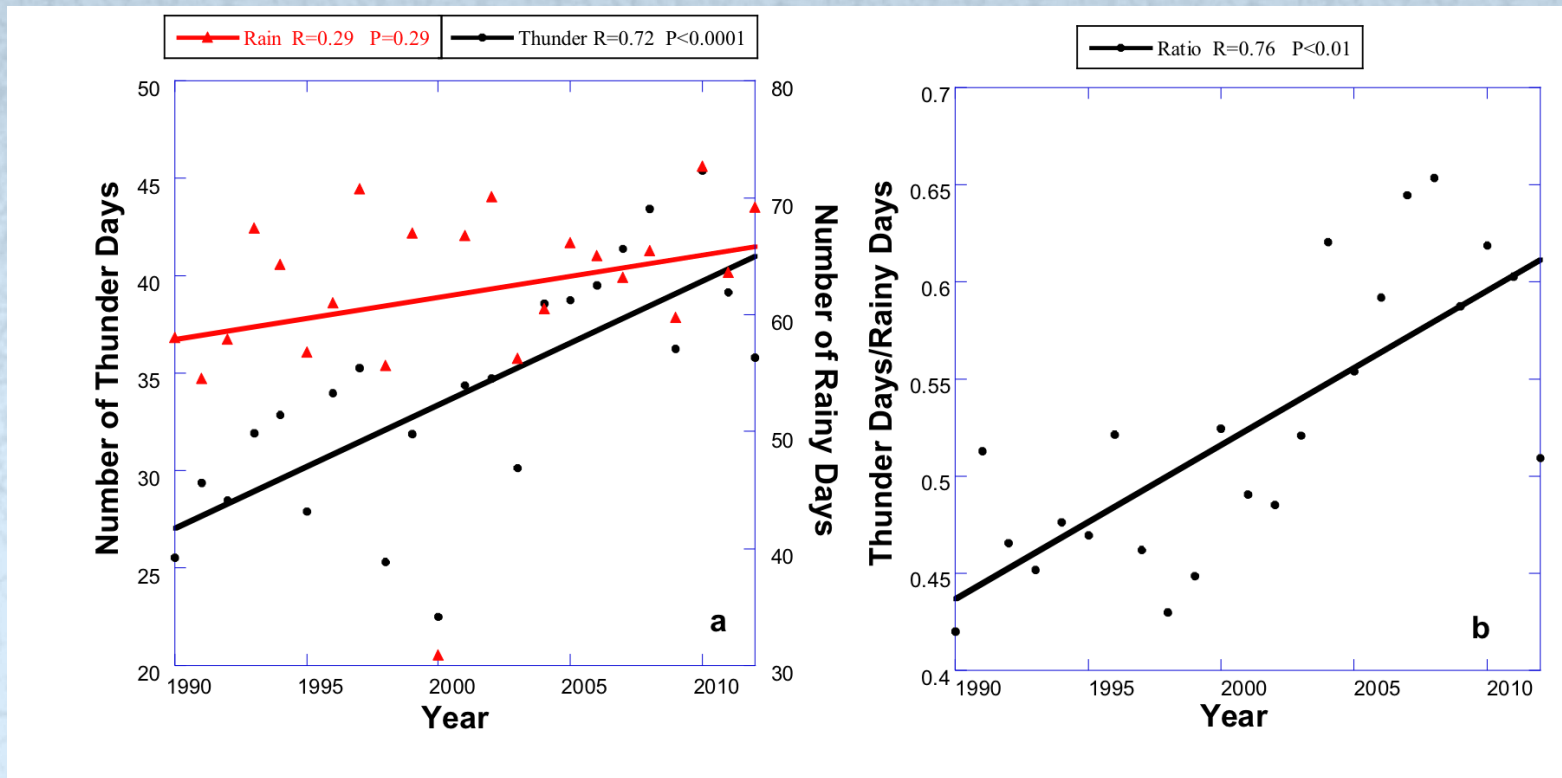 Rain R=0.29 P=0.29
Thunder R=0.72 P<0.0001
50
45
40
35
30
25
20
Number of Thunder Days
80
70
60
50
40
30
Number of Rainy Days
1990 1995 2000 2005 2010
Year
a
Ratio R=0.76 P<0.01
0.7
0.65
0.6
0.55
0.5
0.45
0.4
Thunder Days/Rainy Days
1990 1995 2000 2005 2010
Year
b